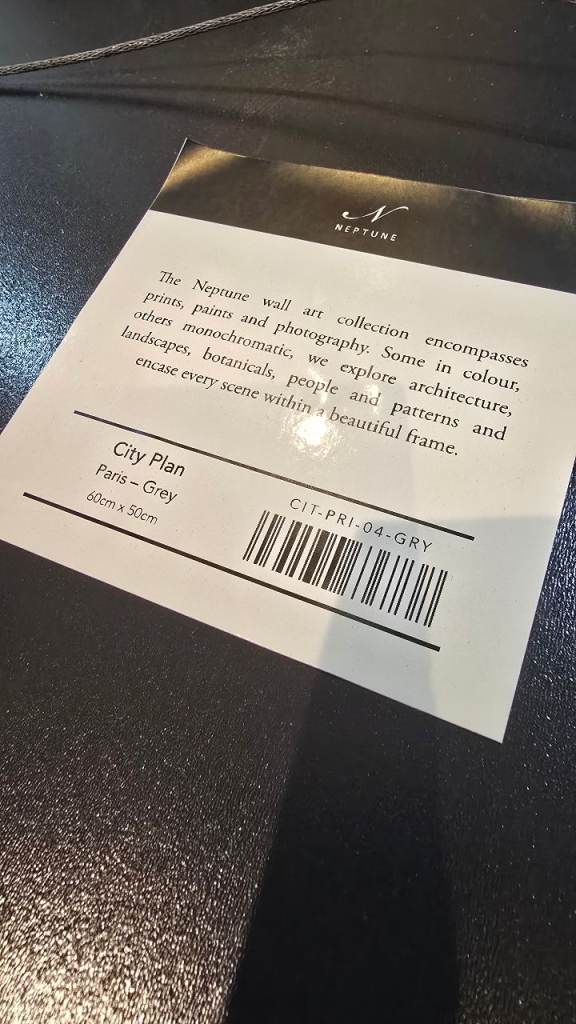 N
NEPTUNE
The Neptune wall art collection encompasses
prints, paints and photography. Some in colour,
others monochromatic, we explore architecture,
landscapes, botanicals, people and patterns and
encase every scene within a beautiful frame.
City Plan
Paris – Grey
60cm x 50cm
CIT-PRI-04-GRY